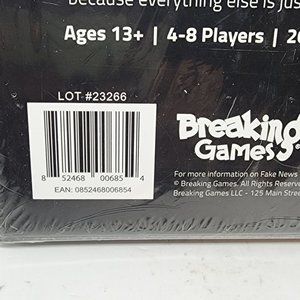 because everything else is jus
Ages 13+ | 4-8 Players | 20
LOT #23266
8 52468 00685 4
EAN: 0852468006854
Breaking Games
For more information on Fake News
© Breaking Games. All Rights Reserve
Breaking Games LLC - 125 Main Stree